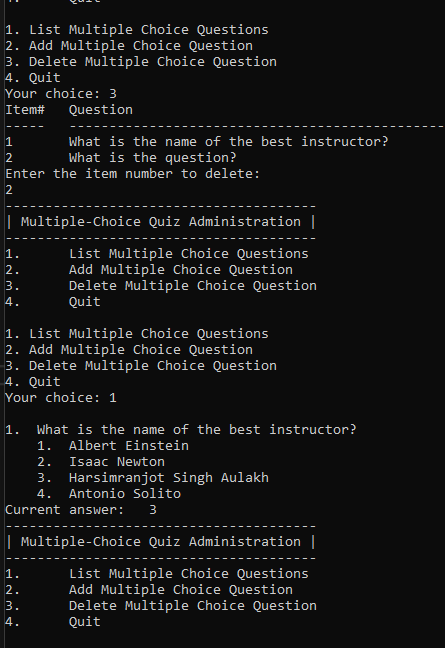 4.      Quit

1. List Multiple Choice Questions
2. Add Multiple Choice Question
3. Delete Multiple Choice Question
4. Quit
Your choice: 3
Item#   Question
-----   -----------------------------------------------
1       What is the name of the best instructor?
2       What is the question?
Enter the item number to delete:
2
---------------------------------------
| Multiple-Choice Quiz Administration |
---------------------------------------
1.      List Multiple Choice Questions
2.      Add Multiple Choice Question
3.      Delete Multiple Choice Question
4.      Quit

1. List Multiple Choice Questions
2. Add Multiple Choice Question
3. Delete Multiple Choice Question
4. Quit
Your choice: 1

1.  What is the name of the best instructor?
    1.  Albert Einstein
    2.  Isaac Newton
    3.  Harsimranjot Singh Aulakh
    4.  Antonio Solito
Current answer:   3
---------------------------------------
| Multiple-Choice Quiz Administration |
---------------------------------------
1.      List Multiple Choice Questions
2.      Add Multiple Choice Question
3.      Delete Multiple Choice Question
4.      Quit